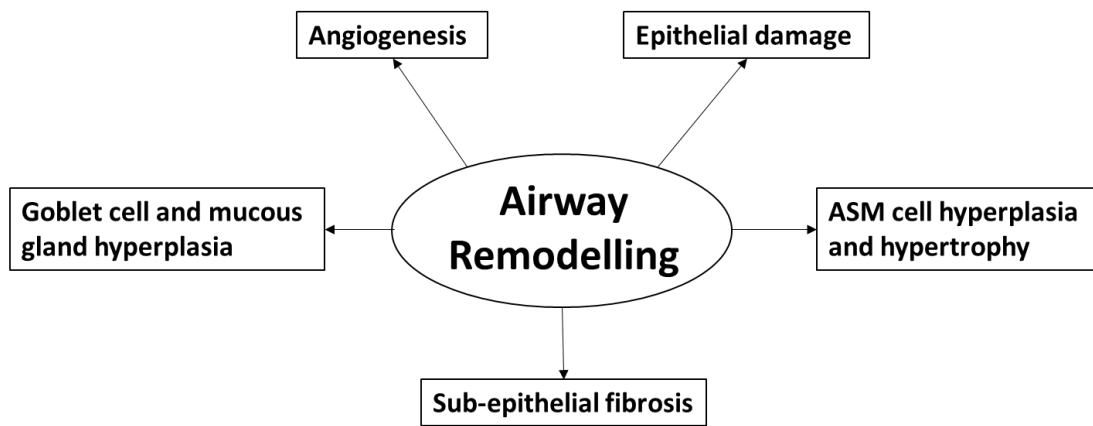 Angiogenesis
Epithelial damage
Airway
Remodelling
Goblet cell and mucous
gland hyperplasia
ASM cell hyperplasia
and hypertrophy
Sub-epithelial fibrosis